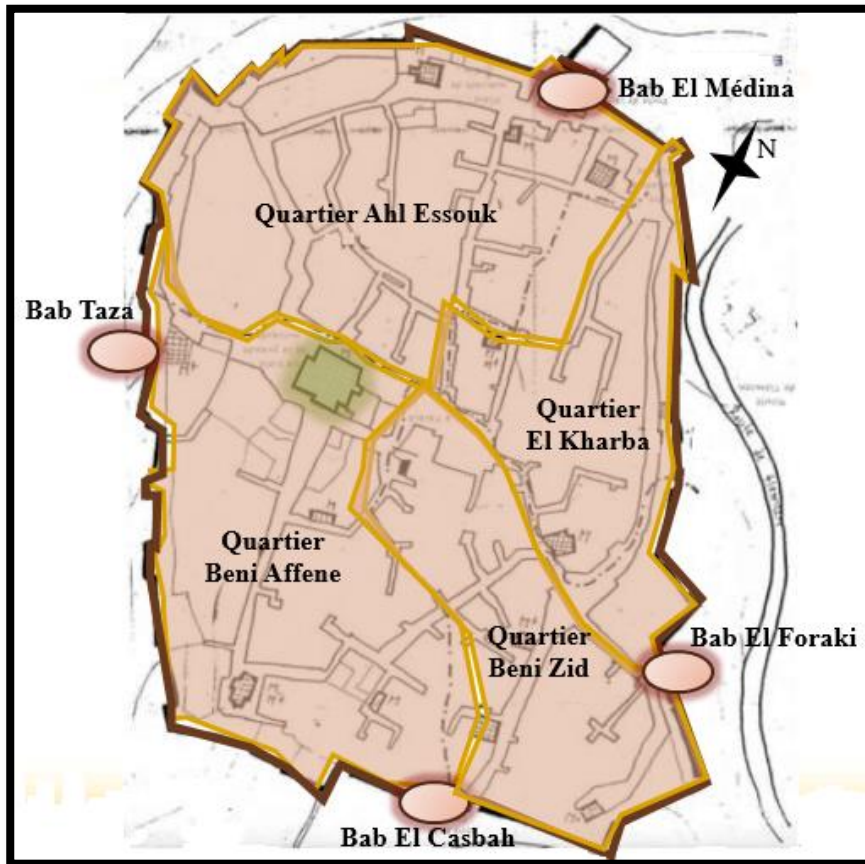 Bab El Médina
N
Quartier Ahl Essouk
Bab Taza
Quartier
El Kharba
Quartier
Beni Affene
Quartier
Beni Zid
Bab El Foraki
Bab El Casbah